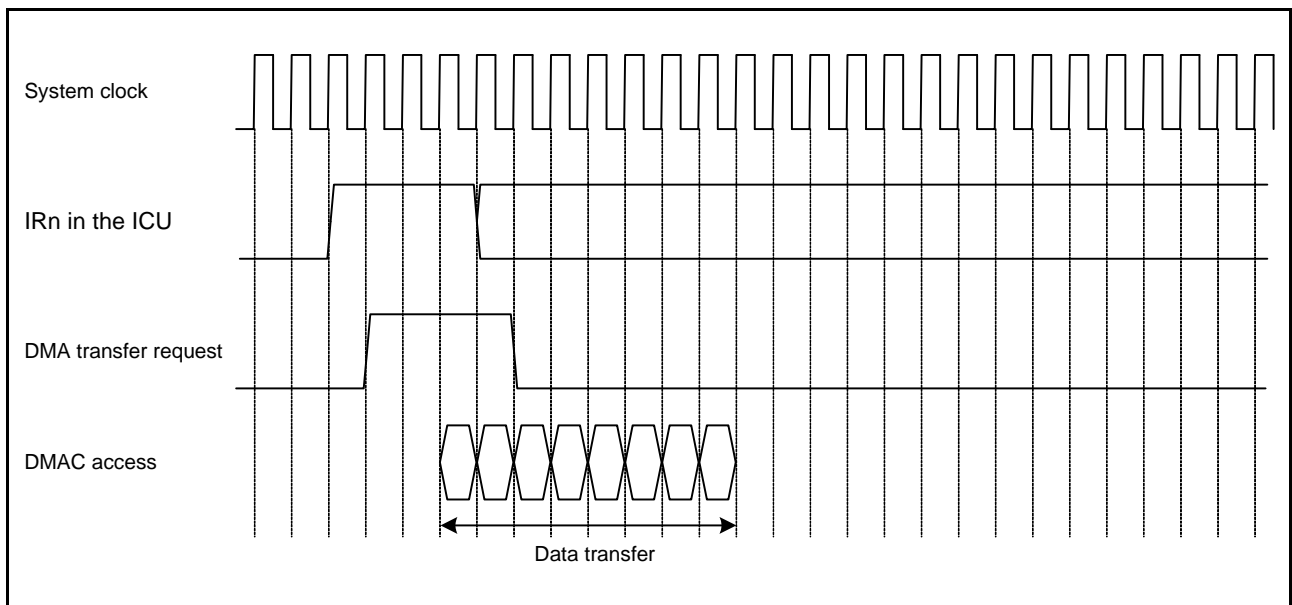 System clock
IRn in the ICU
DMA transfer request
DMAC access
Data transfer